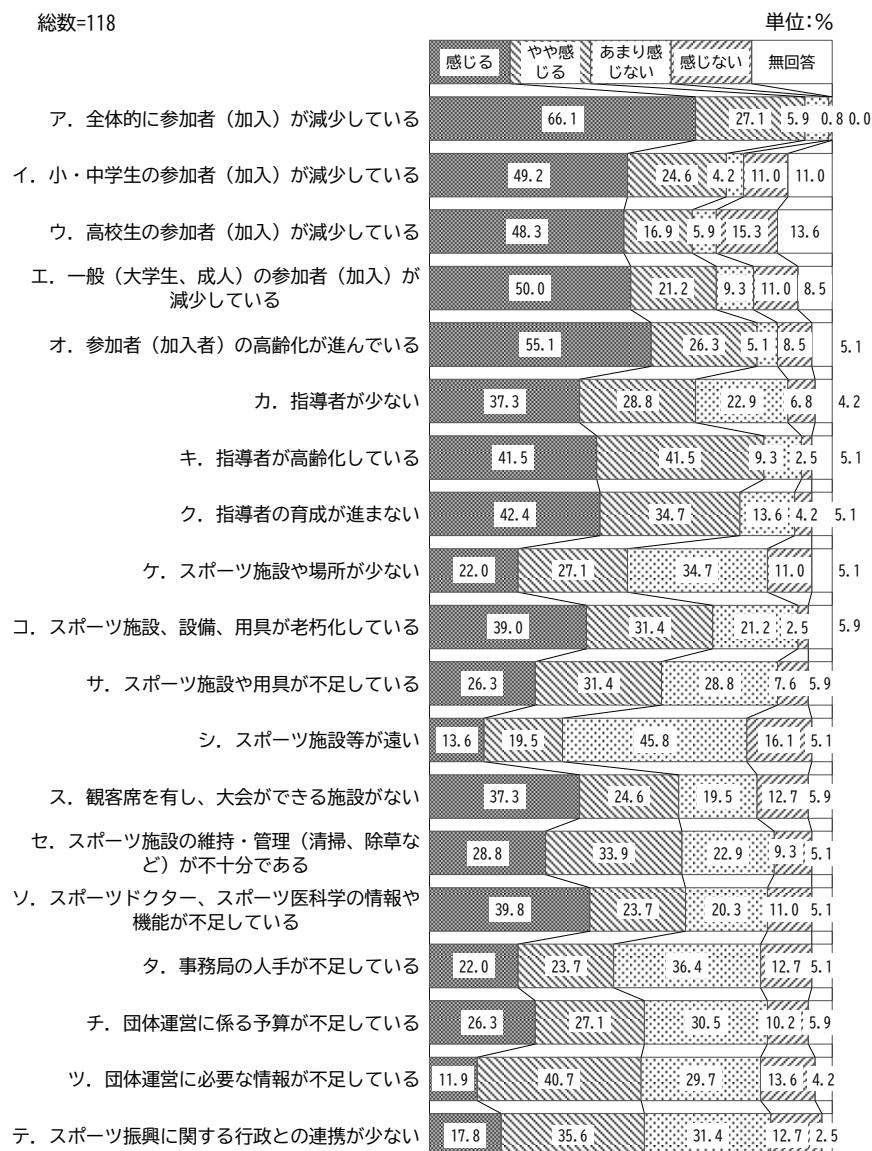 総数=118
単位:%
感じる
やや感
じる
あまり感
じない
感じない
無回答
ア．全体的に参加者（加入）が減少している 66.1 27.1 5.9 0.8 0.0
イ．小・中学生の参加者（加入）が減少している 49.2 24.6 4.2 11.0 11.0
ウ．高校生の参加者（加入）が減少している 48.3 16.9 5.9 15.3 13.6
エ．一般（大学生、成人）の参加者（加入）が
減少している 50.0 21.2 9.3 11.0 8.5
オ．参加者（加入者）の高齢化が進んでいる 55.1 26.3 5.1 8.5 5.1
カ．指導者が少ない 37.3 28.8 22.9 6.8 4.2
キ．指導者が高齢化している 41.5 41.5 9.3 2.5 5.1
ク．指導者の育成が進まない 42.4 34.7 13.6 4.2 5.1
ケ．スポーツ施設や場所が少ない 22.0 27.1 34.7 11.0 5.1
コ．スポーツ施設、設備、用具が老朽化している 39.0 31.4 21.2 2.5 5.9
サ．スポーツ施設や用具が不足している 26.3 31.4 28.8 7.6 5.9
シ．スポーツ施設等が遠い 13.6 19.5 45.8 16.1 5.1
ス．観客席を有し、大会ができる施設がない 37.3 24.6 19.5 12.7 5.9
セ．スポーツ施設の維持・管理（清掃、除草な
ど）が不十分である 28.8 33.9 22.9 9.3 5.1
ソ．スポーツドクター、スポーツ医科学の情報や
機能が不足している 39.8 23.7 20.3 11.0 5.1
タ．事務局の人手が不足している 22.0 23.7 36.4 12.7 5.1
チ．団体運営に係る予算が不足している 26.3 27.1 30.5 10.2 5.9
ツ．団体運営に必要な情報が不足している 11.9 40.7 29.7 13.6 4.2
テ．スポーツ振興に関する行政との連携が少ない 17.8 35.6 31.4 12.7 2.5